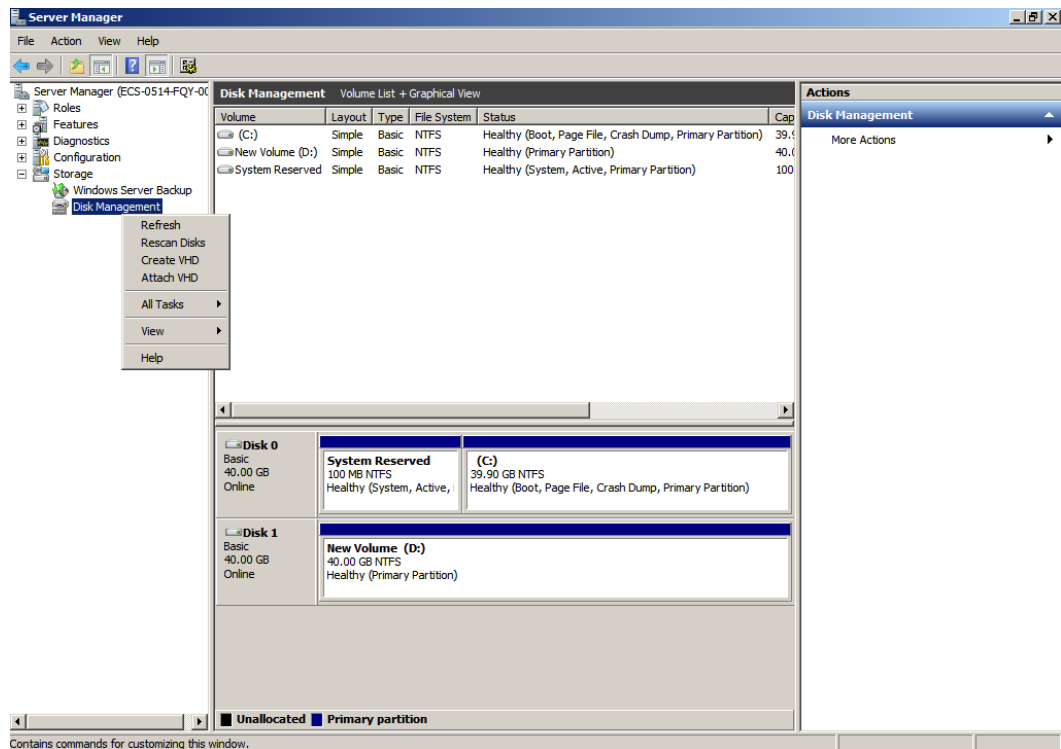 Server Manager
File Action View Help
Server Manager (ECS-0514-FQY-00
Roles
Features
Diagnostics
Configuration
Storage
Windows Server Backup
Disk Management
Refresh
Rescan Disks
Create VHD
Attach VHD
All Tasks
View
Help
Disk Management Volume List + Graphical View
Volume Layout Type File System Status Cap
(C:) Simple Basic NTFS Healthy (Boot, Page File, Crash Dump, Primary Partition) 39.9
New Volume (D:) Simple Basic NTFS Healthy (Primary Partition) 40.0
System Reserved Simple Basic NTFS Healthy (System, Active, Primary Partition) 100
Disk 0
Basic
40.00 GB
Online
System Reserved
100 MB NTFS
Healthy (System, Active,
(C:)
39.90 GB NTFS
Healthy (Boot, Page File, Crash Dump, Primary Partition)
Disk 1
Basic
40.00 GB
Online
New Volume (D:)
40.00 GB NTFS
Healthy (Primary Partition)
Unallocated Primary partition
Actions
Disk Management
More Actions
Contains commands for customizing this window.